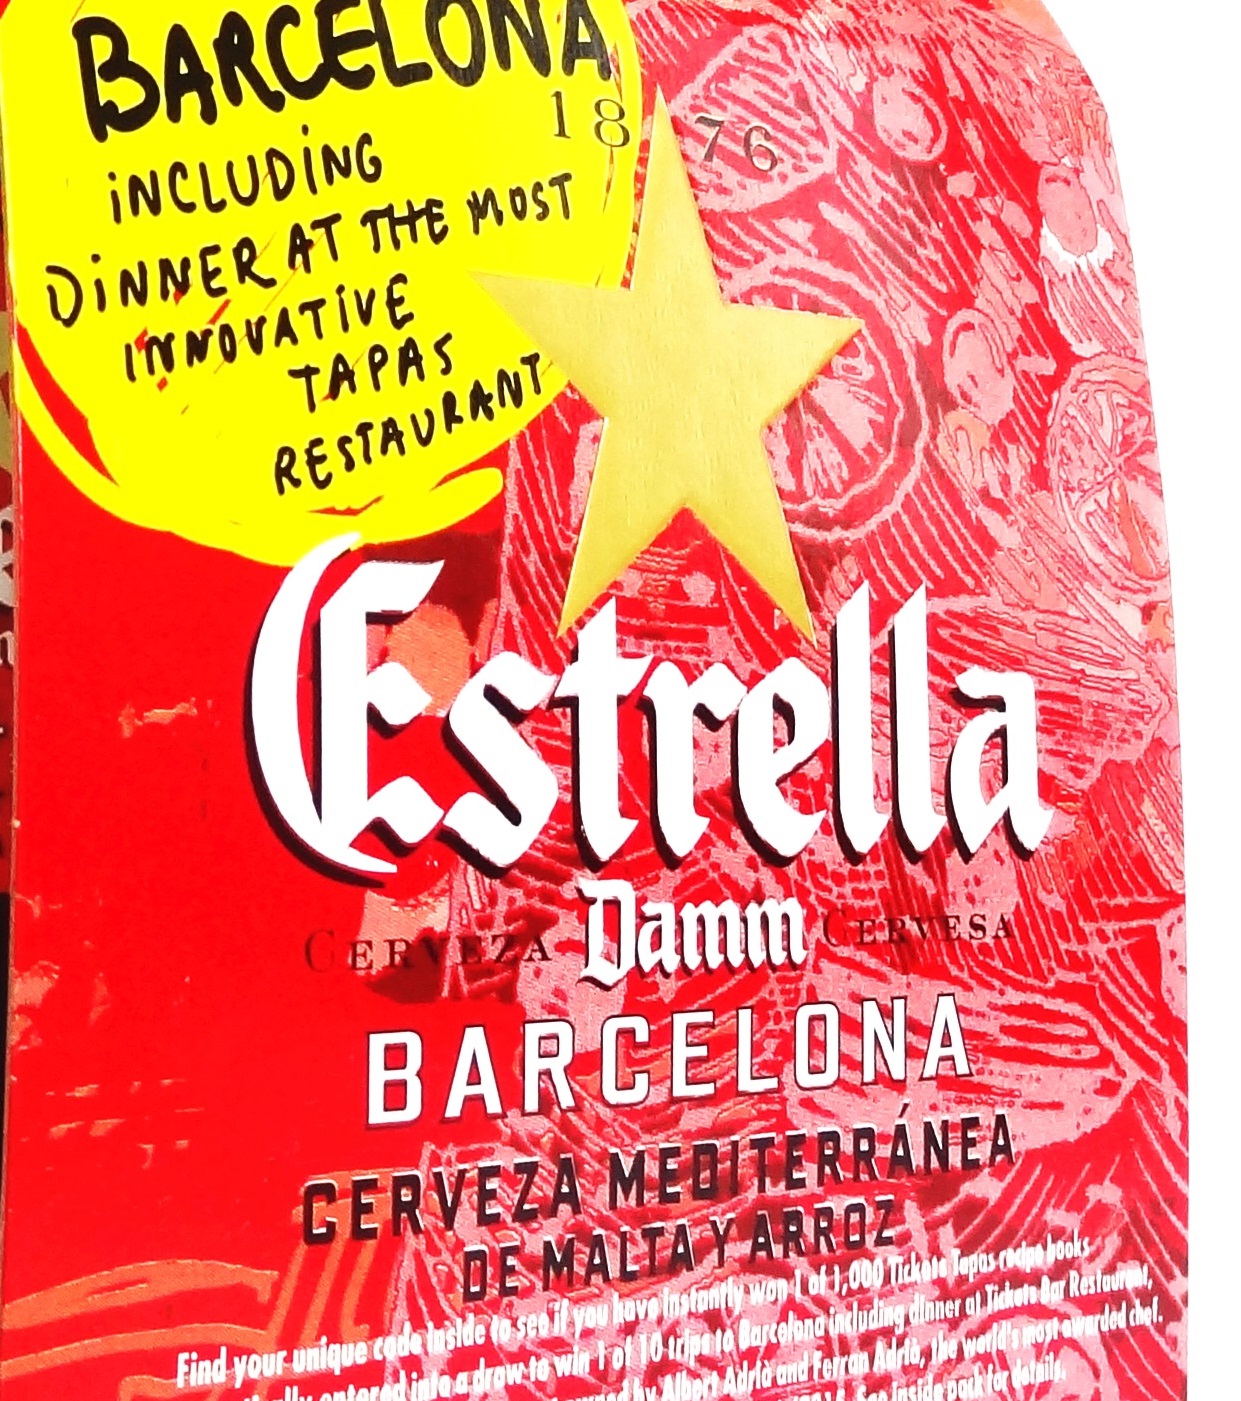 BARCELONA
iNCLUDiNG
DiNNER AT THE MOST
iNNOVATiVE
TAPAS
RESTAURANT
18 76
Estrella
CERVEZA Damm CERVESA
BARCELONA
CERVEZA MEDITERRÁNEA
DE MALTA Y ARROZ
Find your unique code inside to see if you have instantly won 1 of 1,000 Tickets Tapas recipe books
entered into a draw to win 1 of 10 trips to Barcelona including dinner at Tickets Bar Restaurant,
by Albert Adrià and Ferran Adrià, the world's most awarded chef.
See inside pack for details.